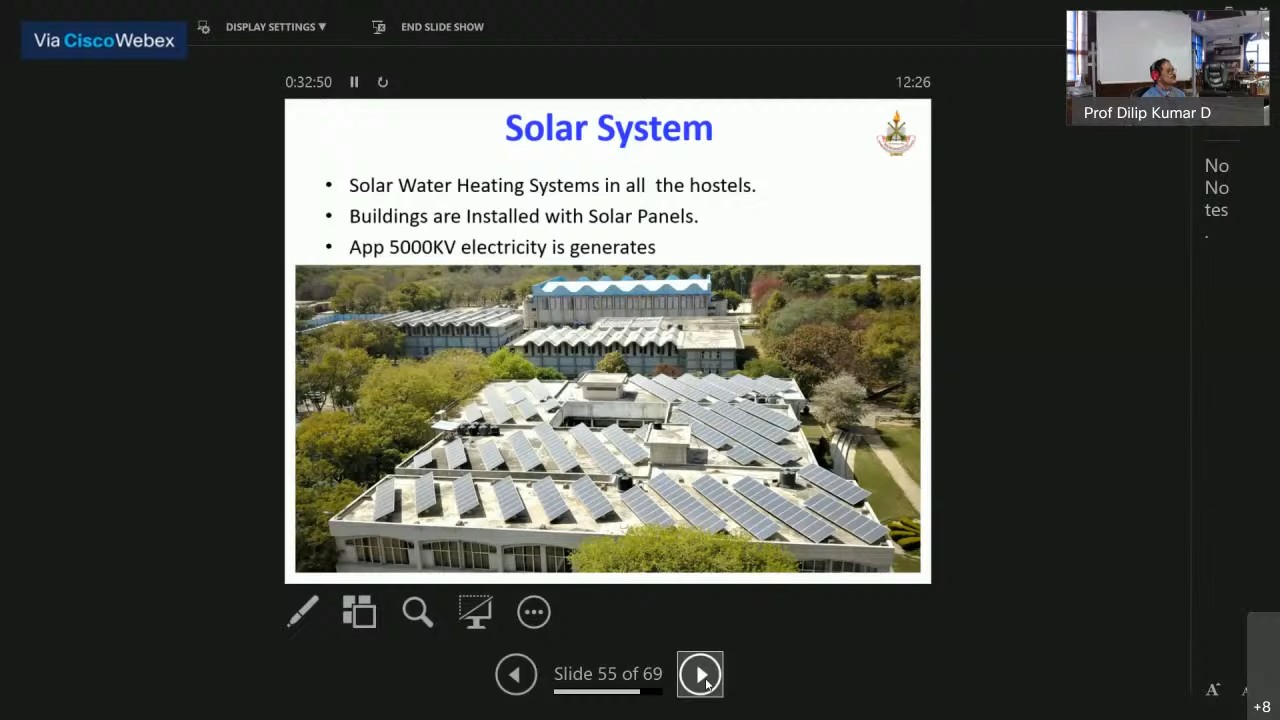 Via CiscoWebex
DISPLAY SETTINGS ▼
END SLIDE SHOW
Prof Dilip Kumar D
0:32:50
12:26
Solar System
• Solar Water Heating Systems in all  the hostels.
• Buildings are Installed with Solar Panels.
• App 5000KV electricity is generates
No
No
tes
.
Slide 55 of 69
A
+8